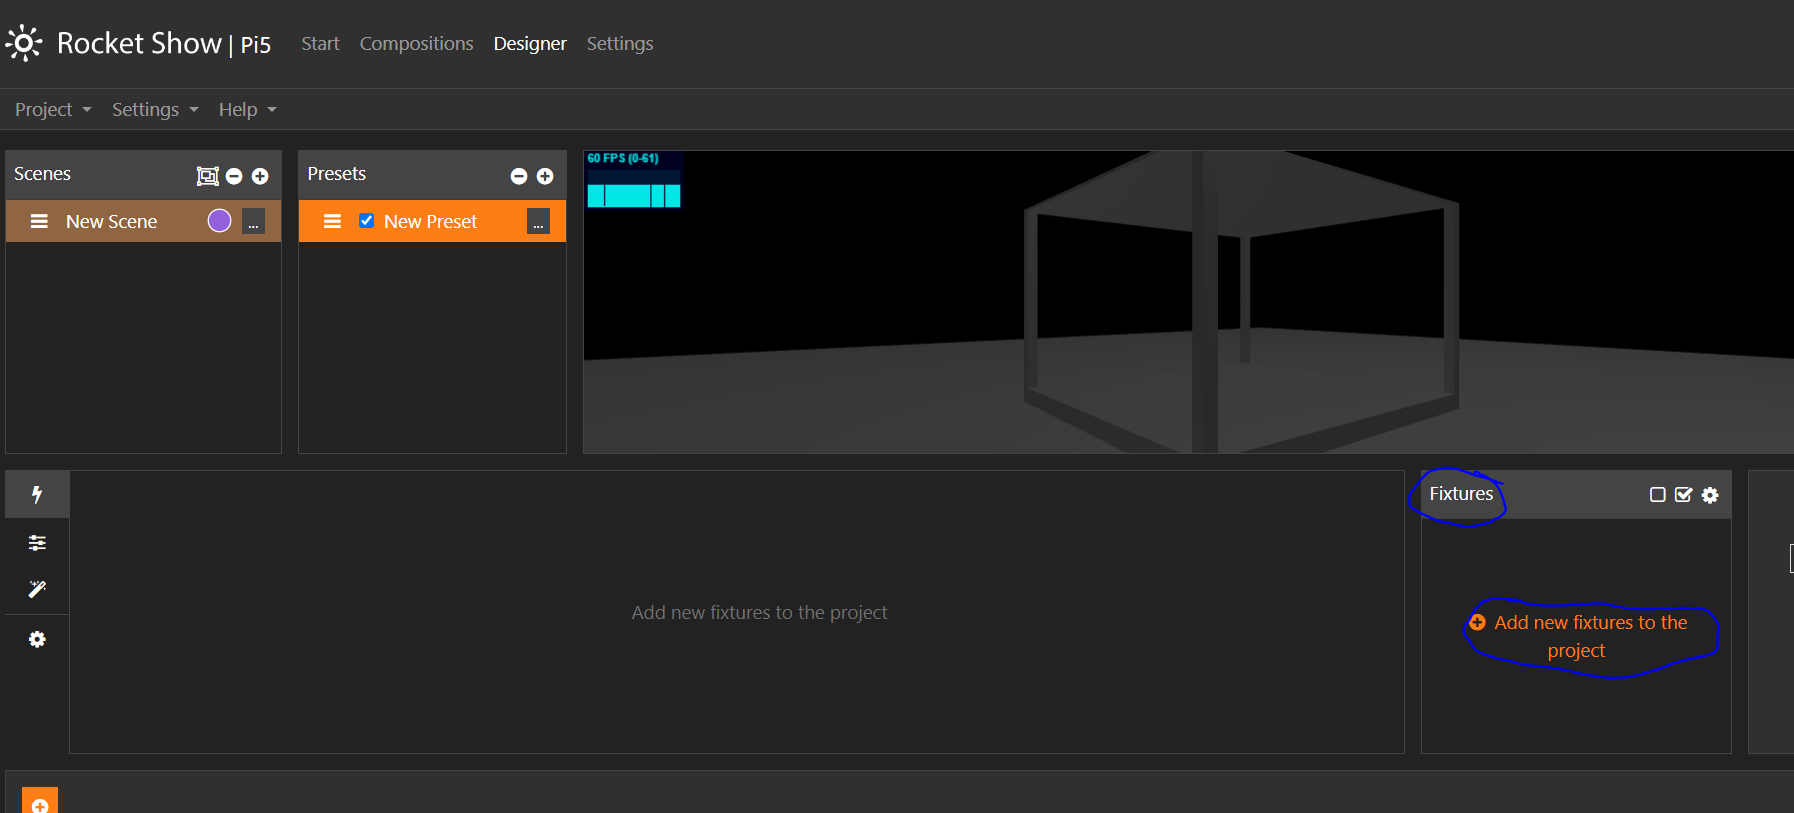 Rocket Show | Pi5 Start Compositions Designer Settings
Project Settings Help
Scenes
New Scene ...
Presets
New Preset ...
60 FPS (0-61)
Add new fixtures to the project
Fixtures
Add new fixtures to the
project